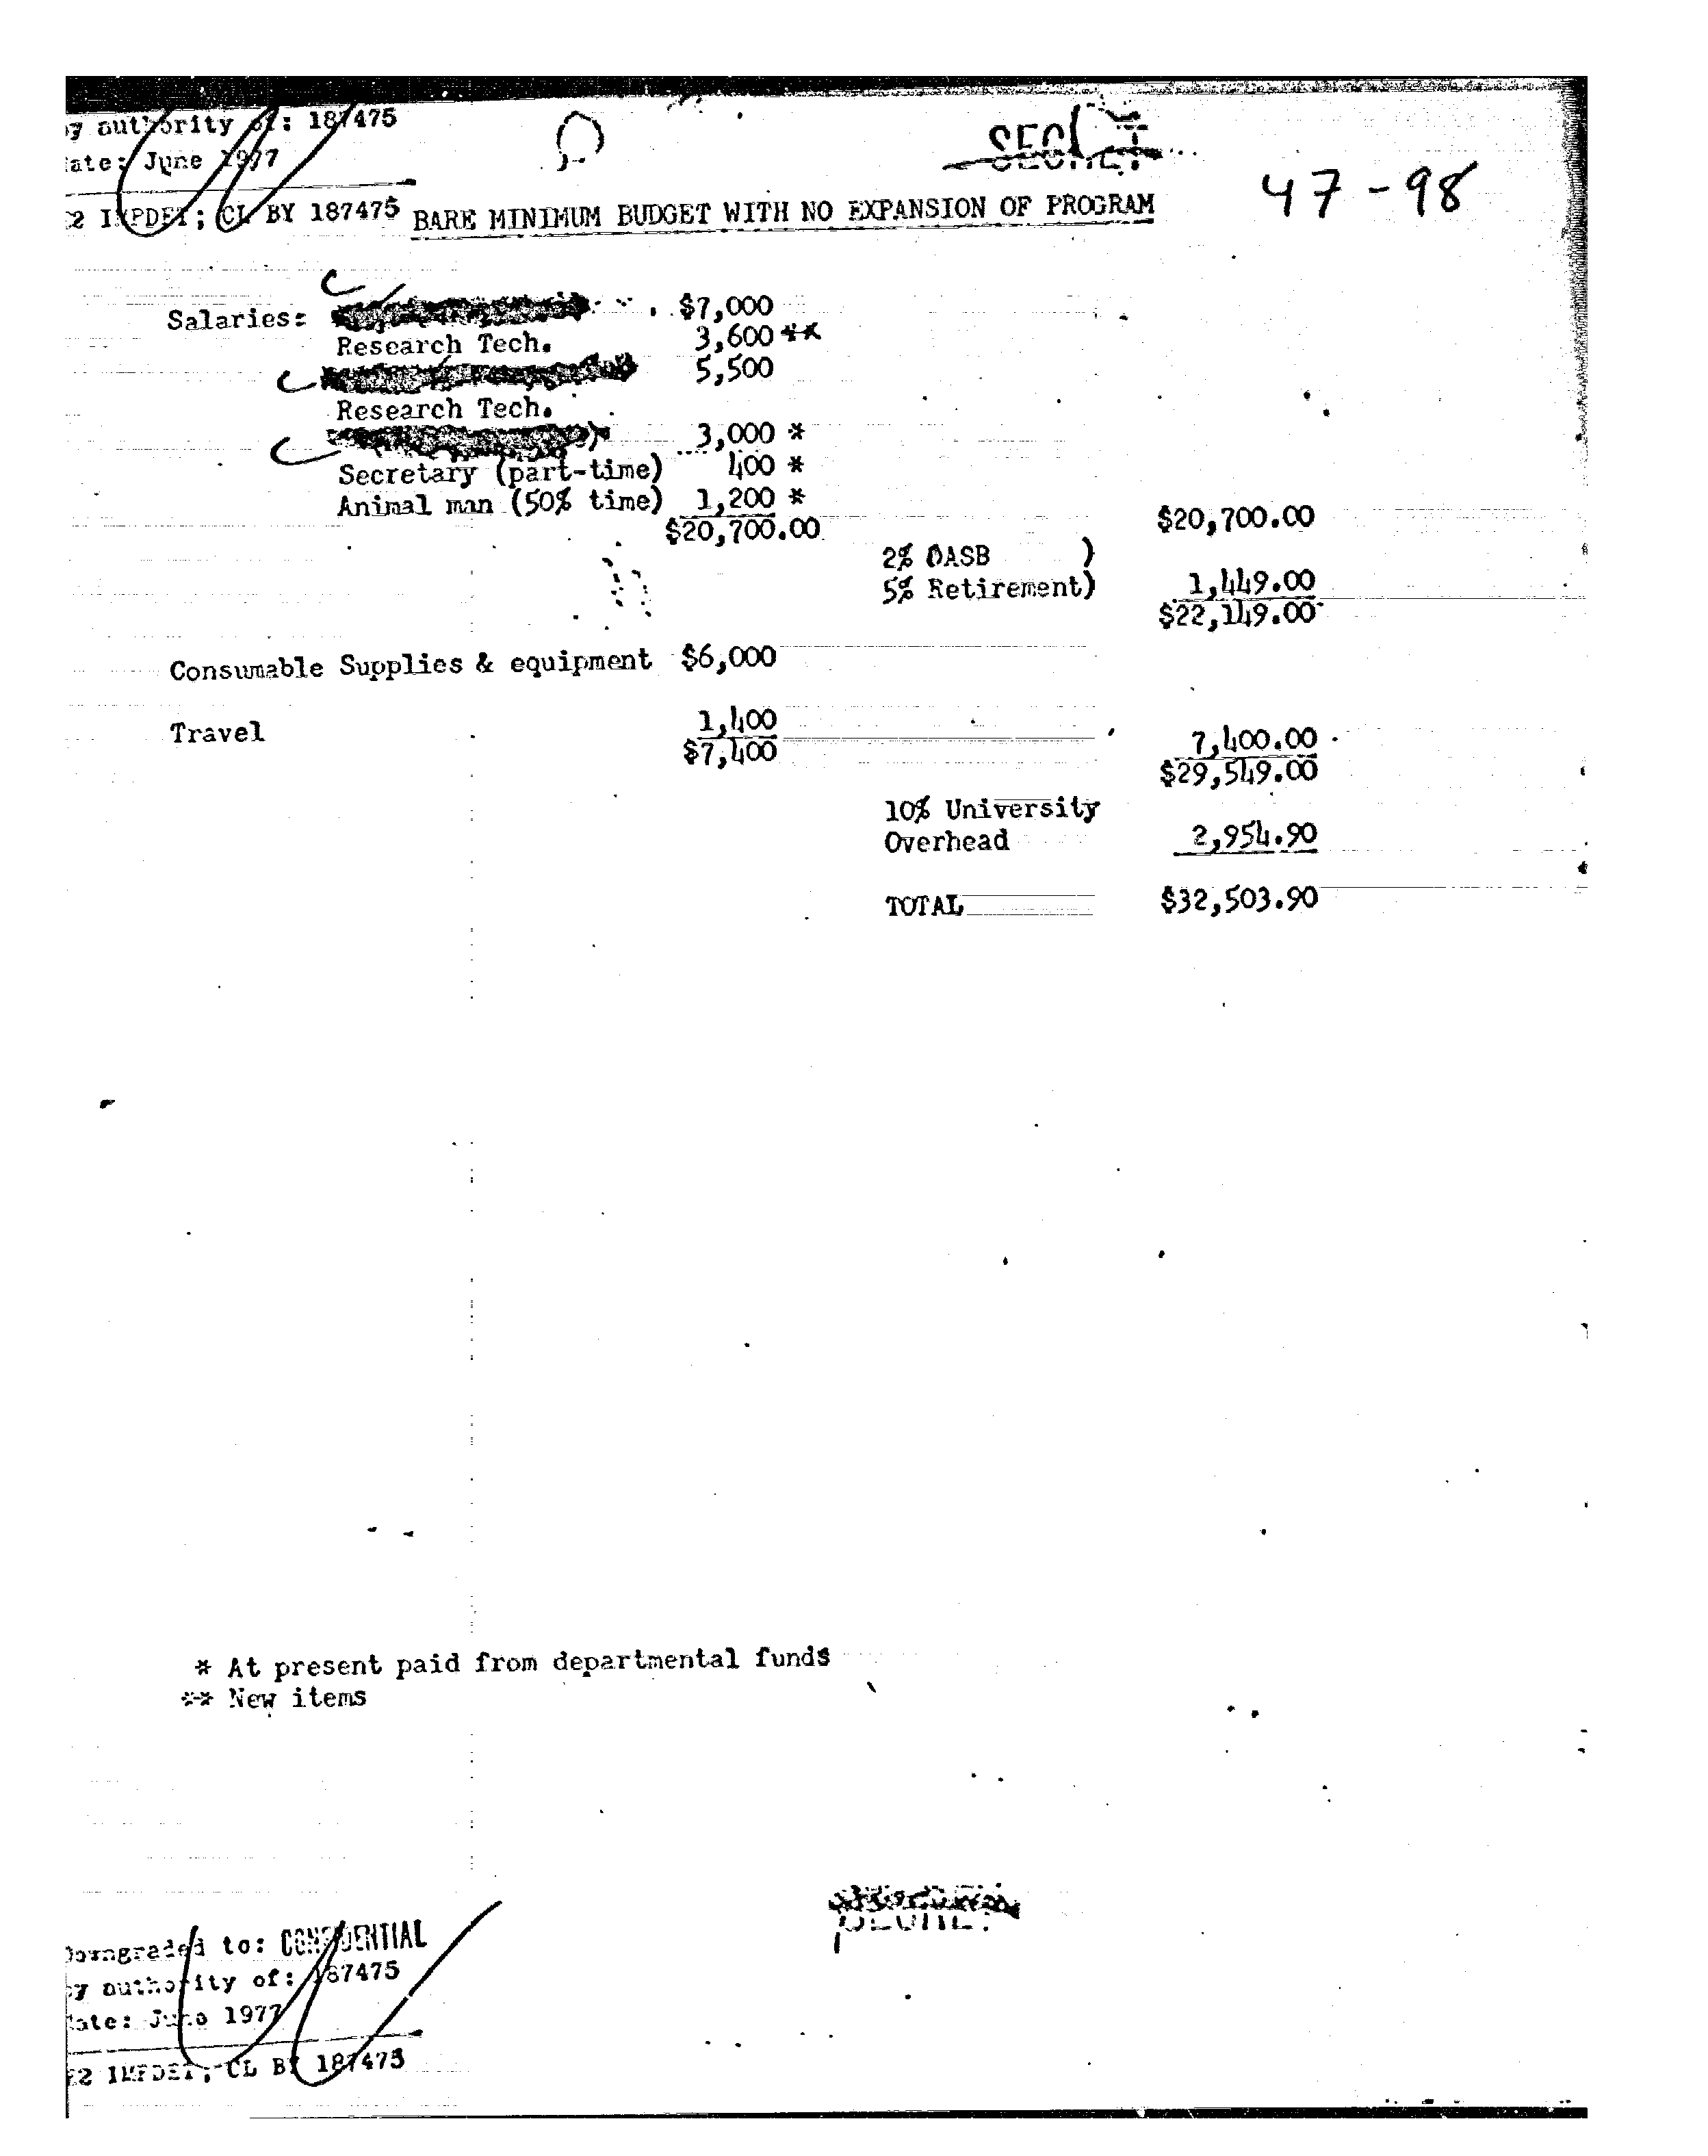 by authority of: 187475
Date: June 1977
E2 IMPDET; CL BY 187475
SECRET
47-98
BARE MINIMUM BUDGET WITH NO EXPANSION OF PROGRAM
Salaries: $7,000
Research Tech. 3,600 **
5,500
Research Tech.
3,000 *
Secretary (part-time) 400 *
Animal man (50% time) 1,200 *
$20,700.00 $20,700.00
2% OASB )
5% Retirement) 1,449.00
$22,149.00
Consumable Supplies & equipment $6,000
Travel 1,400 7,400.00
$7,400 $29,549.00
10% University
Overhead 2,954.90
TOTAL $32,503.90
* At present paid from departmental funds
** New items
SECRET
Downgraded to: CONFIDENTIAL
by authority of: 187475
Date: June 1977
E2 IMPDET; CL BY 187475